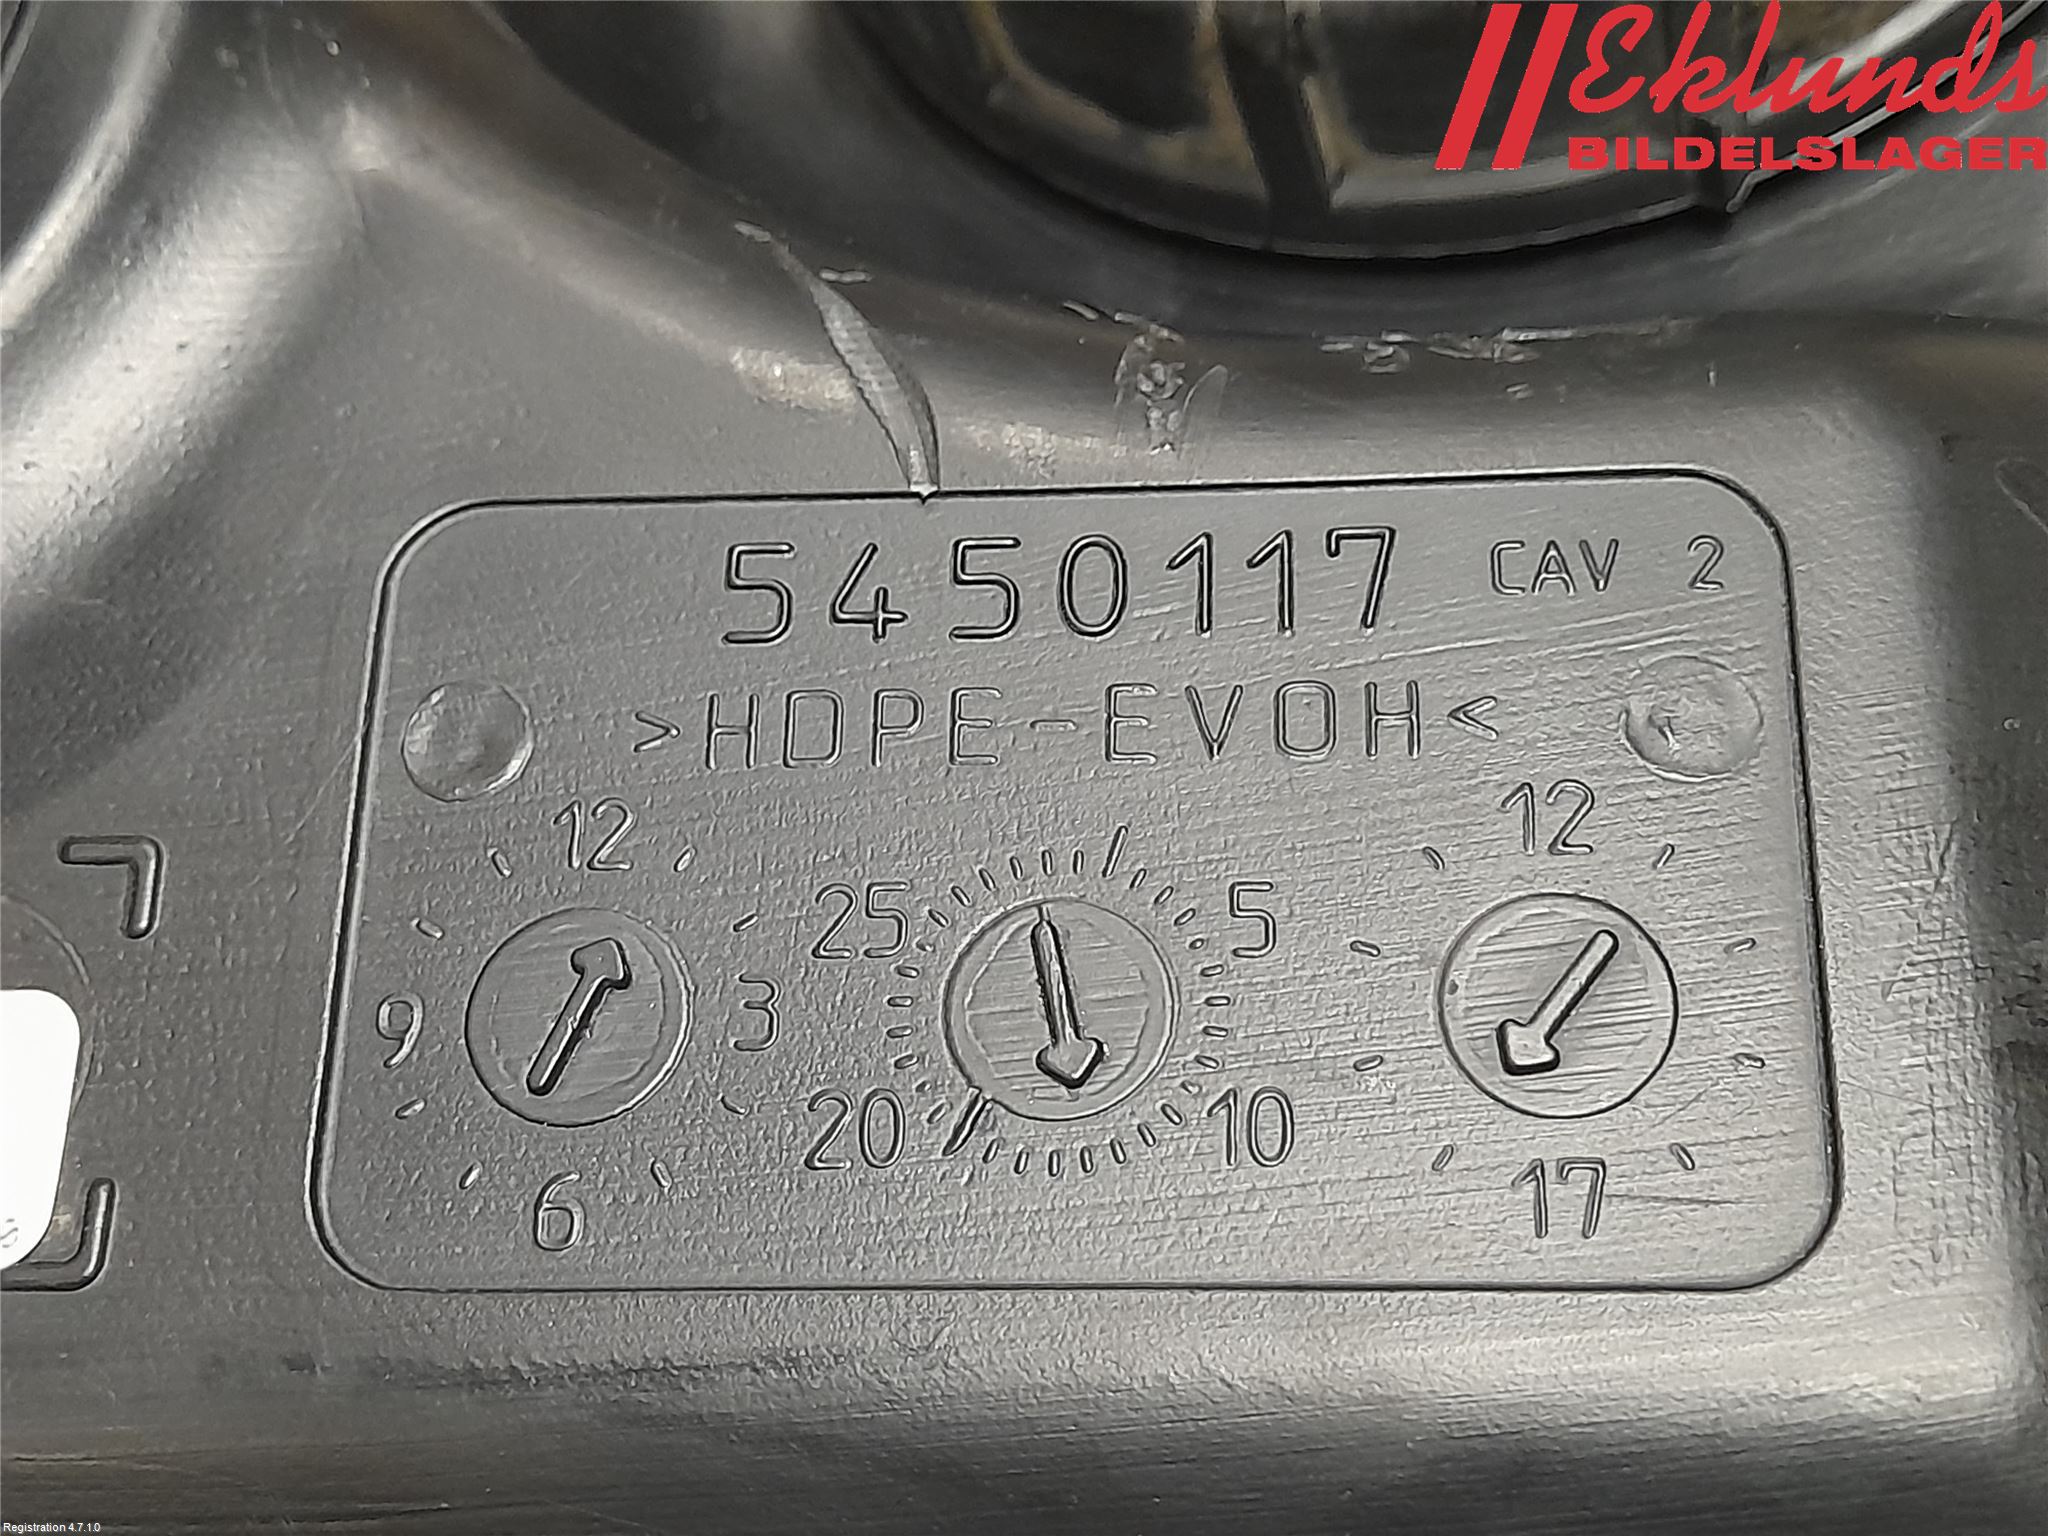 Eklunds
BILDELSLAGER
5450117 CAV 2
>HDPE-EVOH<
12 12
25 5
9 3
20 10
6 17
Registration 4.7.1.0